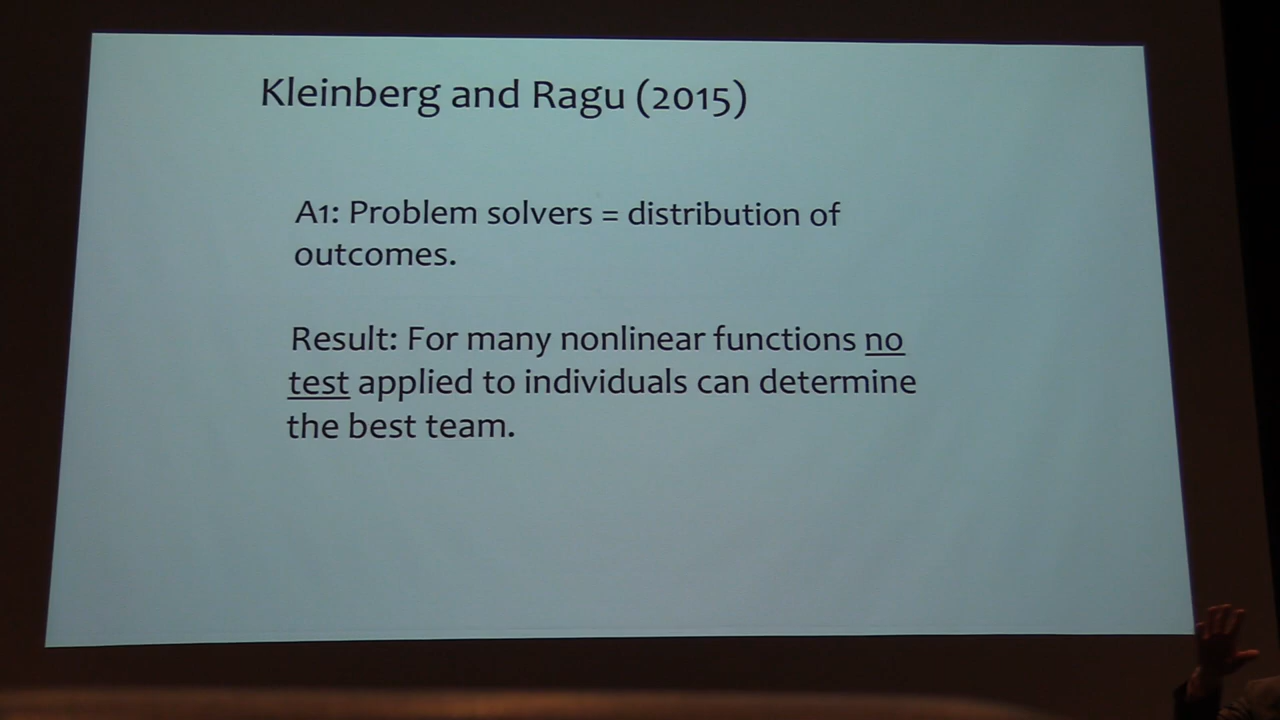 Kleinberg and Ragu (2015)
A1: Problem solvers = distribution of
outcomes.
Result: For many nonlinear functions no
test applied to individuals can determine
the best team.